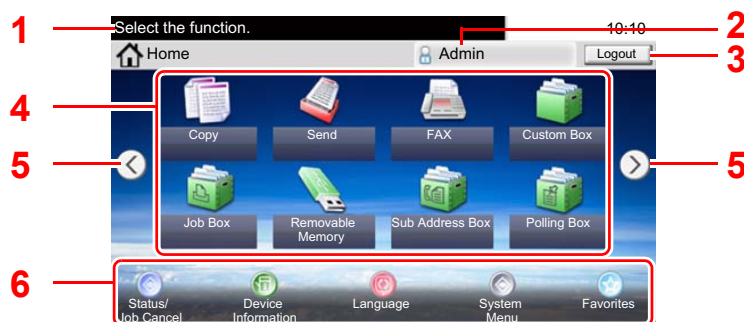 1 Select the function. 10:10 2
Home Admin Logout 3
4
Copy Send FAX Custom Box
5 5
Job Box Removable Sub Address Box Polling Box
Memory
6
Status/ Device Language System Favorites
Job Cancel Information Menu